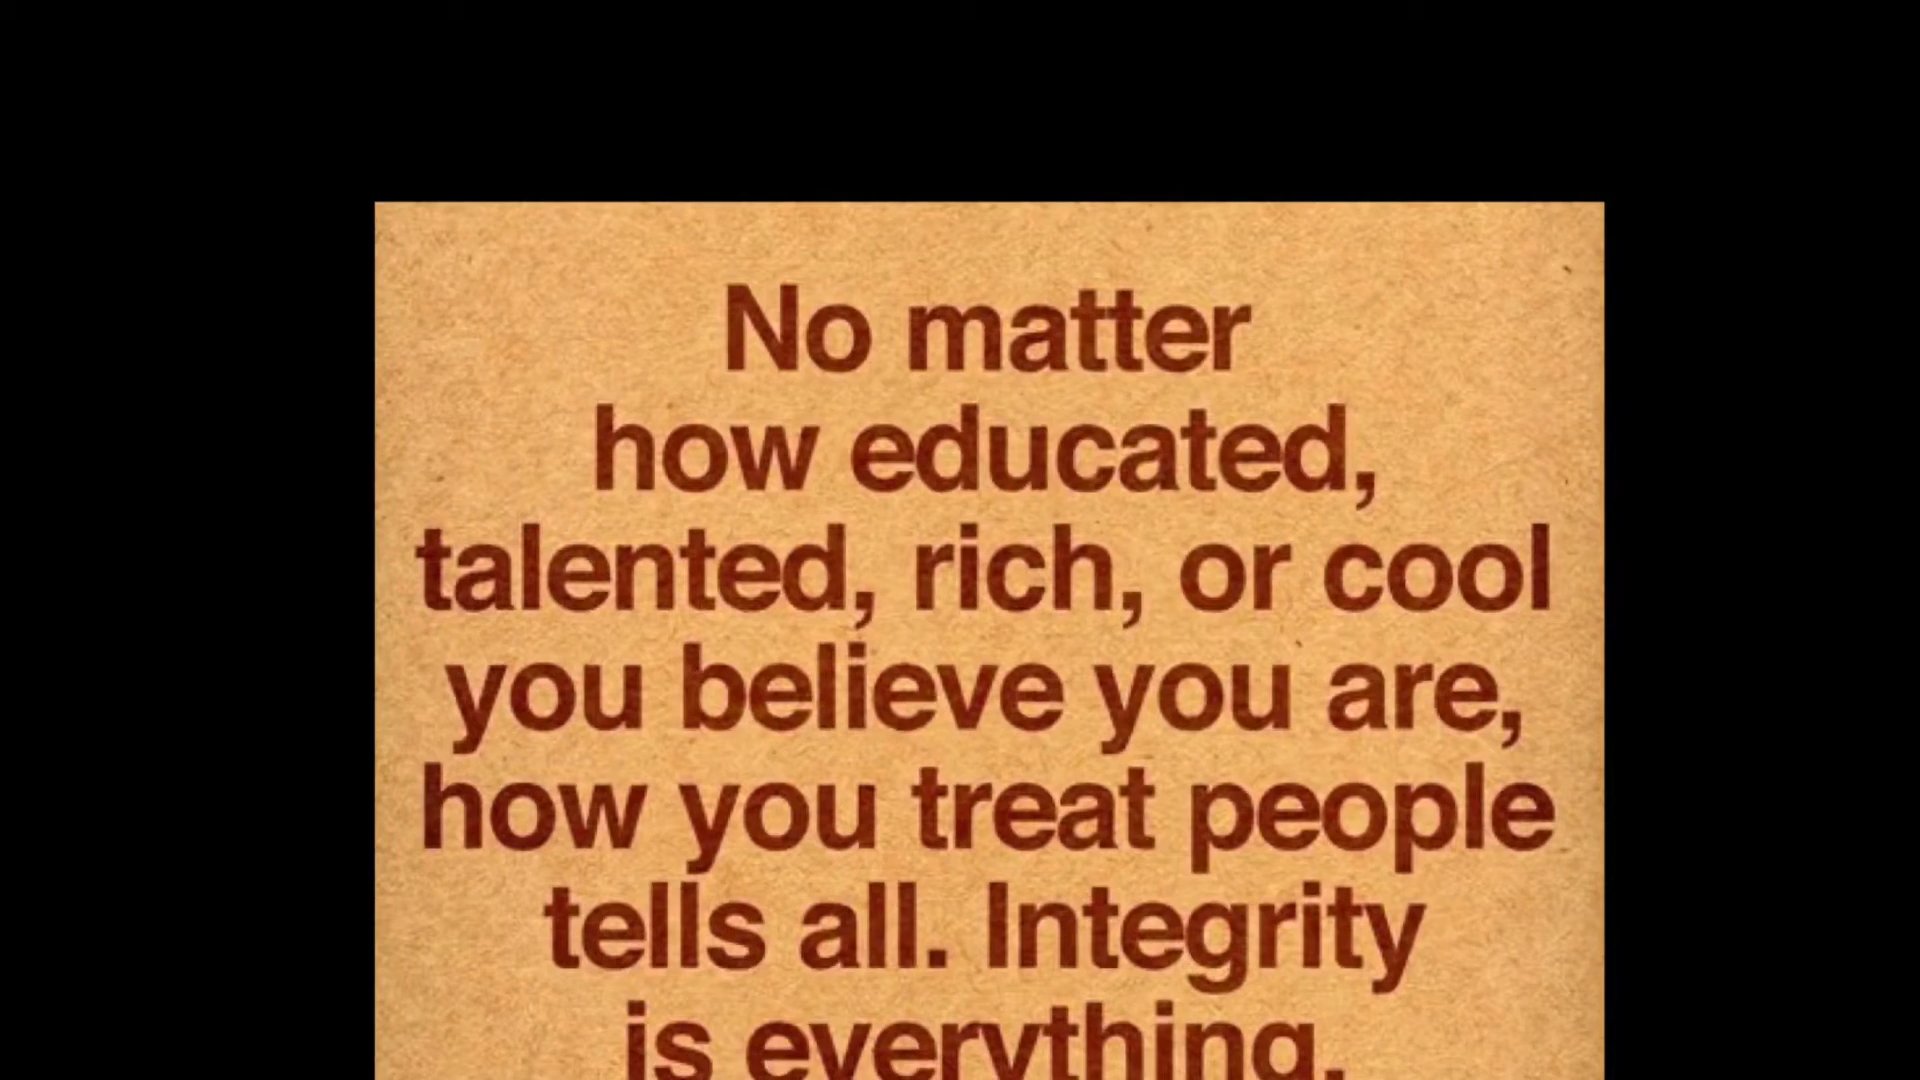 No matter
how educated,
talented, rich, or cool
you believe you are,
how you treat people
tells all. Integrity
is everything.